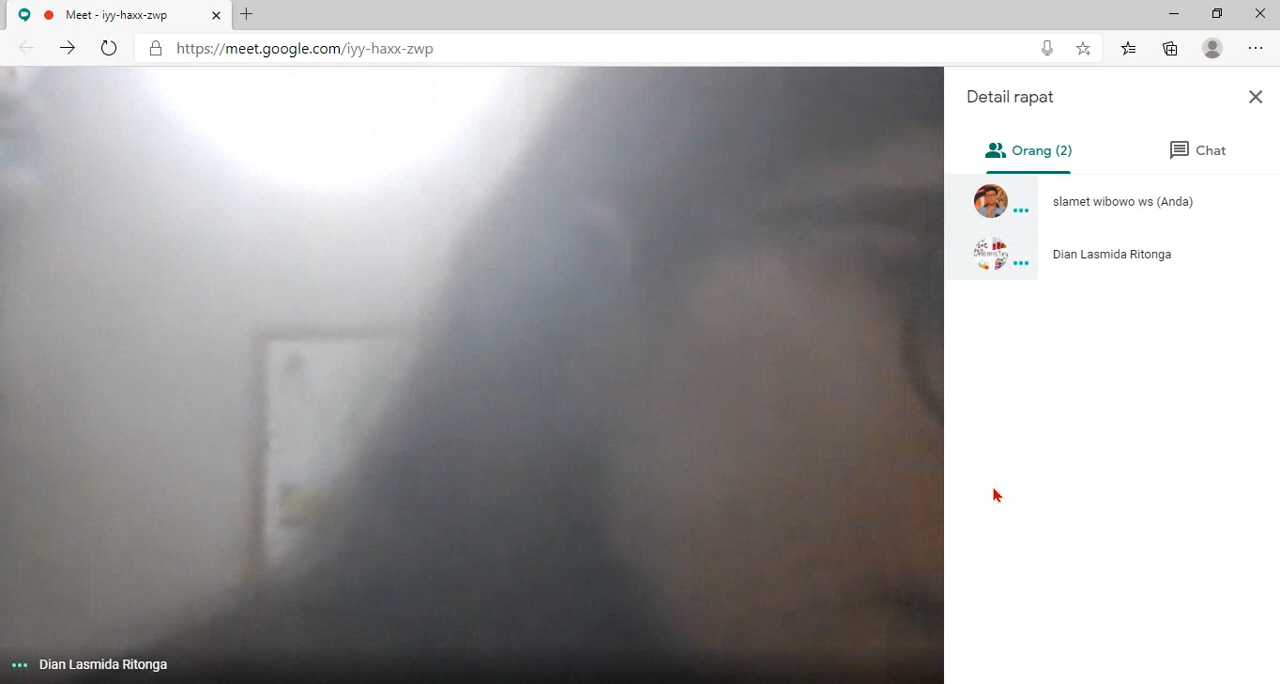 Meet - iyy-haxx-zwp
https://meet.google.com/iyy-haxx-zwp
Detail rapat
Orang (2)
Chat
slamet wibowo ws (Anda)
Chemistry
Dian Lasmida Ritonga
Dian Lasmida Ritonga